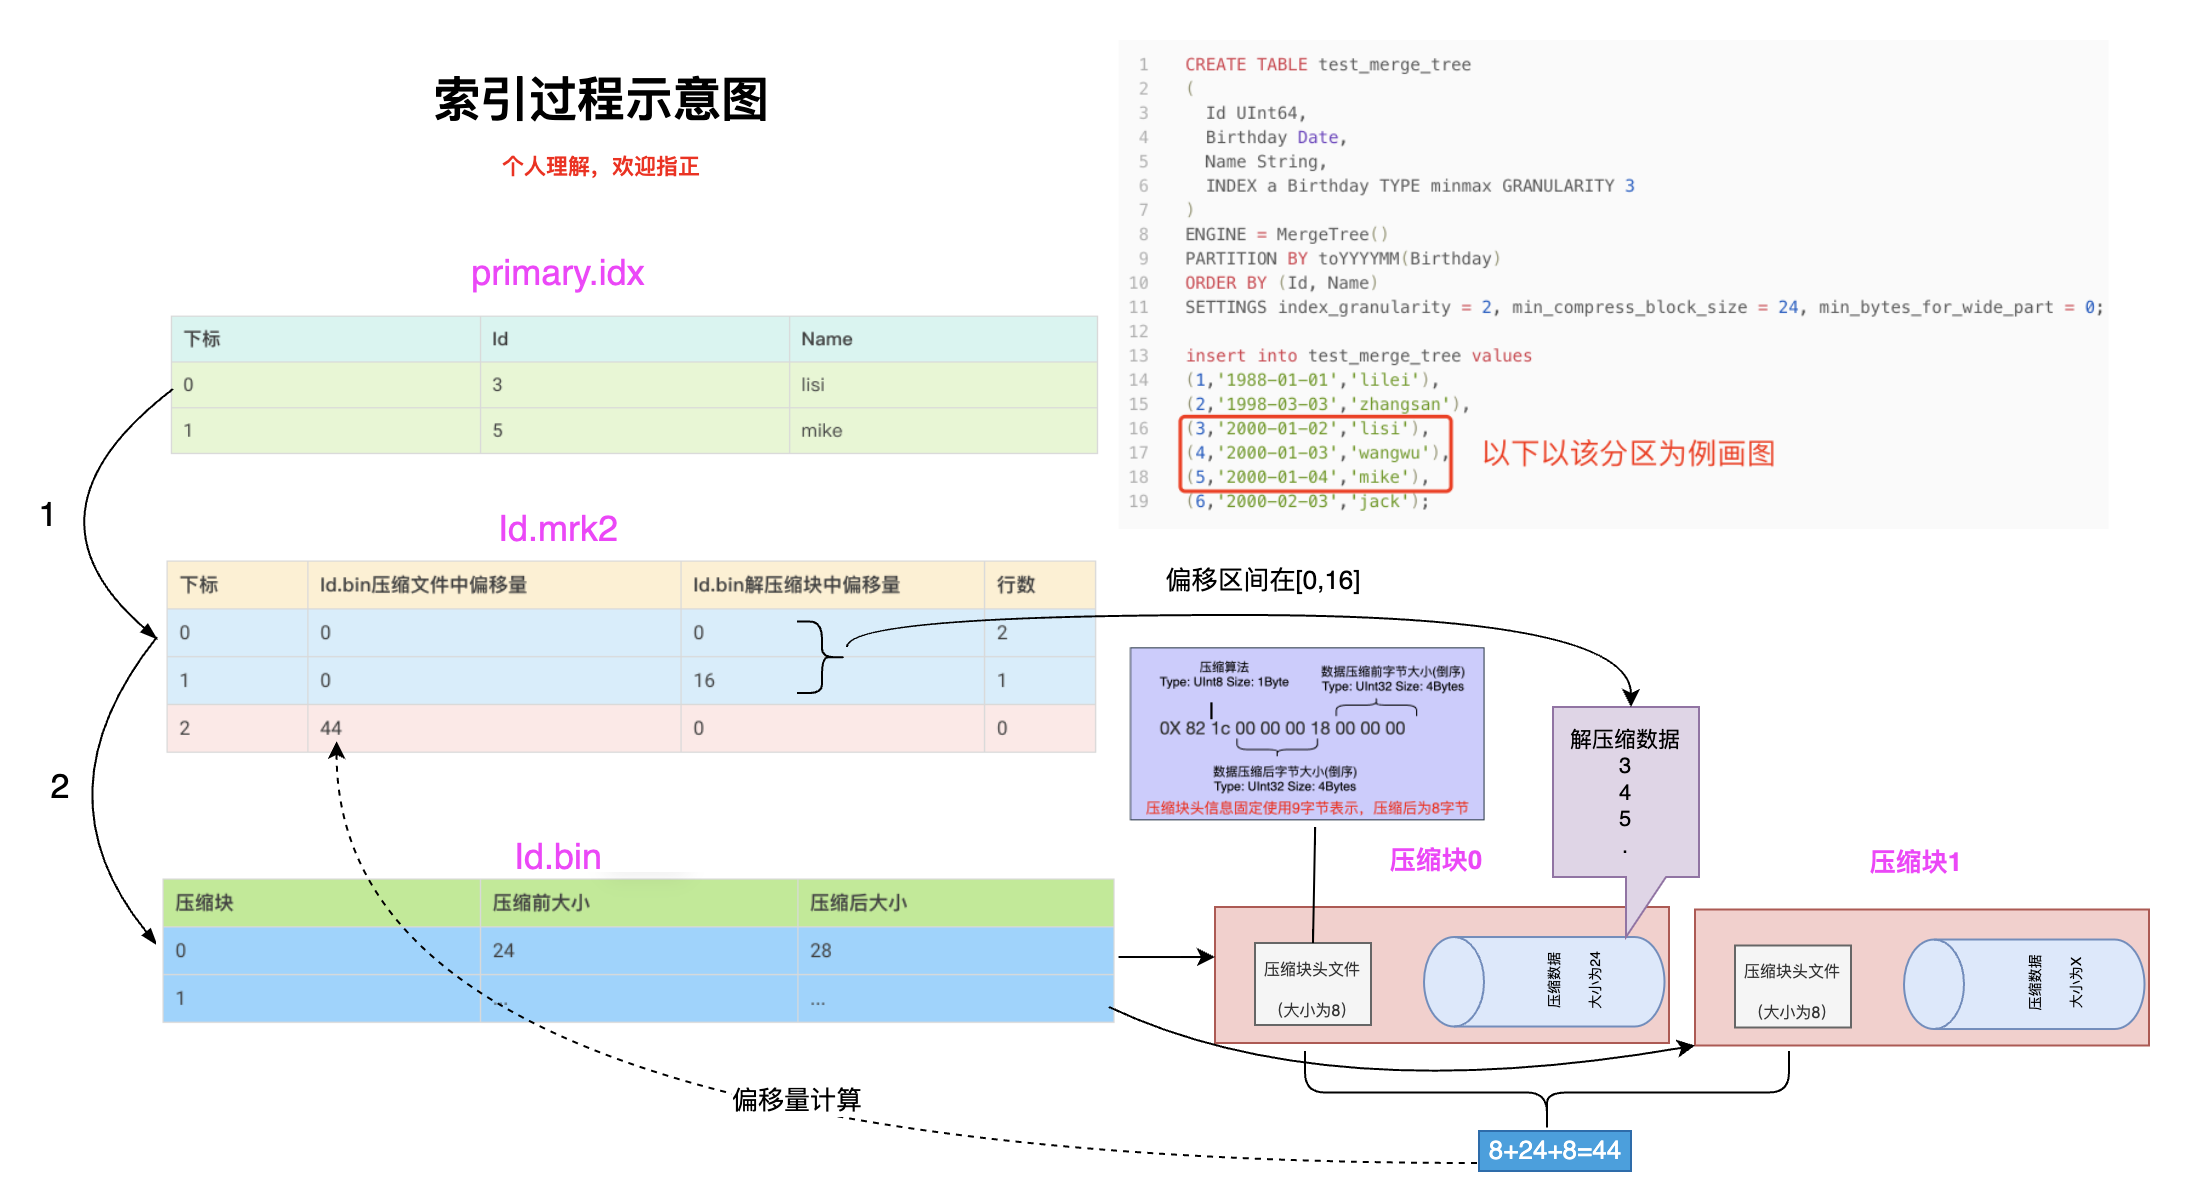 索引过程示意图
个人理解，欢迎指正
1 CREATE TABLE test_merge_tree
2 (
3 Id UInt64,
4 Birthday Date,
5 Name String,
6 INDEX a Birthday TYPE minmax GRANULARITY 3
7 )
8 ENGINE = MergeTree()
9 PARTITION BY toYYYYMM(Birthday)
10 ORDER BY (Id, Name)
11 SETTINGS index_granularity = 2, min_compress_block_size = 24, min_bytes_for_wide_part = 0;
12
13 insert into test_merge_tree values
14 (1,'1988-01-01','lilei'),
15 (2,'1998-03-03','zhangsan'),
16 (3,'2000-01-02','lisi'),
17 (4,'2000-01-03','wangwu'),
18 (5,'2000-01-04','mike'),
19 (6,'2000-02-03','jack');
以下以该分区为例画图
primary.idx
下标 Id Name
0 3 lisi
1 5 mike
1
Id.mrk2
下标 Id.bin压缩文件中偏移量 Id.bin解压缩块中偏移量 行数
0 0 0 2
1 0 16 1
2 44 0 0
偏移区间在[0,16]
2
压缩算法
Type: UInt8 Size: 1Byte
数据压缩前字节大小(倒序)
Type: UInt32 Size: 4Bytes
0X 82 1c 00 00 00 18 00 00 00
数据压缩后字节大小(倒序)
Type: UInt32 Size: 4Bytes
压缩块头信息固定使用9字节表示，压缩后为8字节
解压缩数据
3
4
5
.
Id.bin
压缩块 压缩前大小 压缩后大小
0 24 28
1 ... ...
压缩块0
压缩块头文件
（大小为8）
压缩数据
大小为24
压缩块1
压缩块头文件
（大小为8）
压缩数据
大小为X
偏移量计算
8+24+8=44